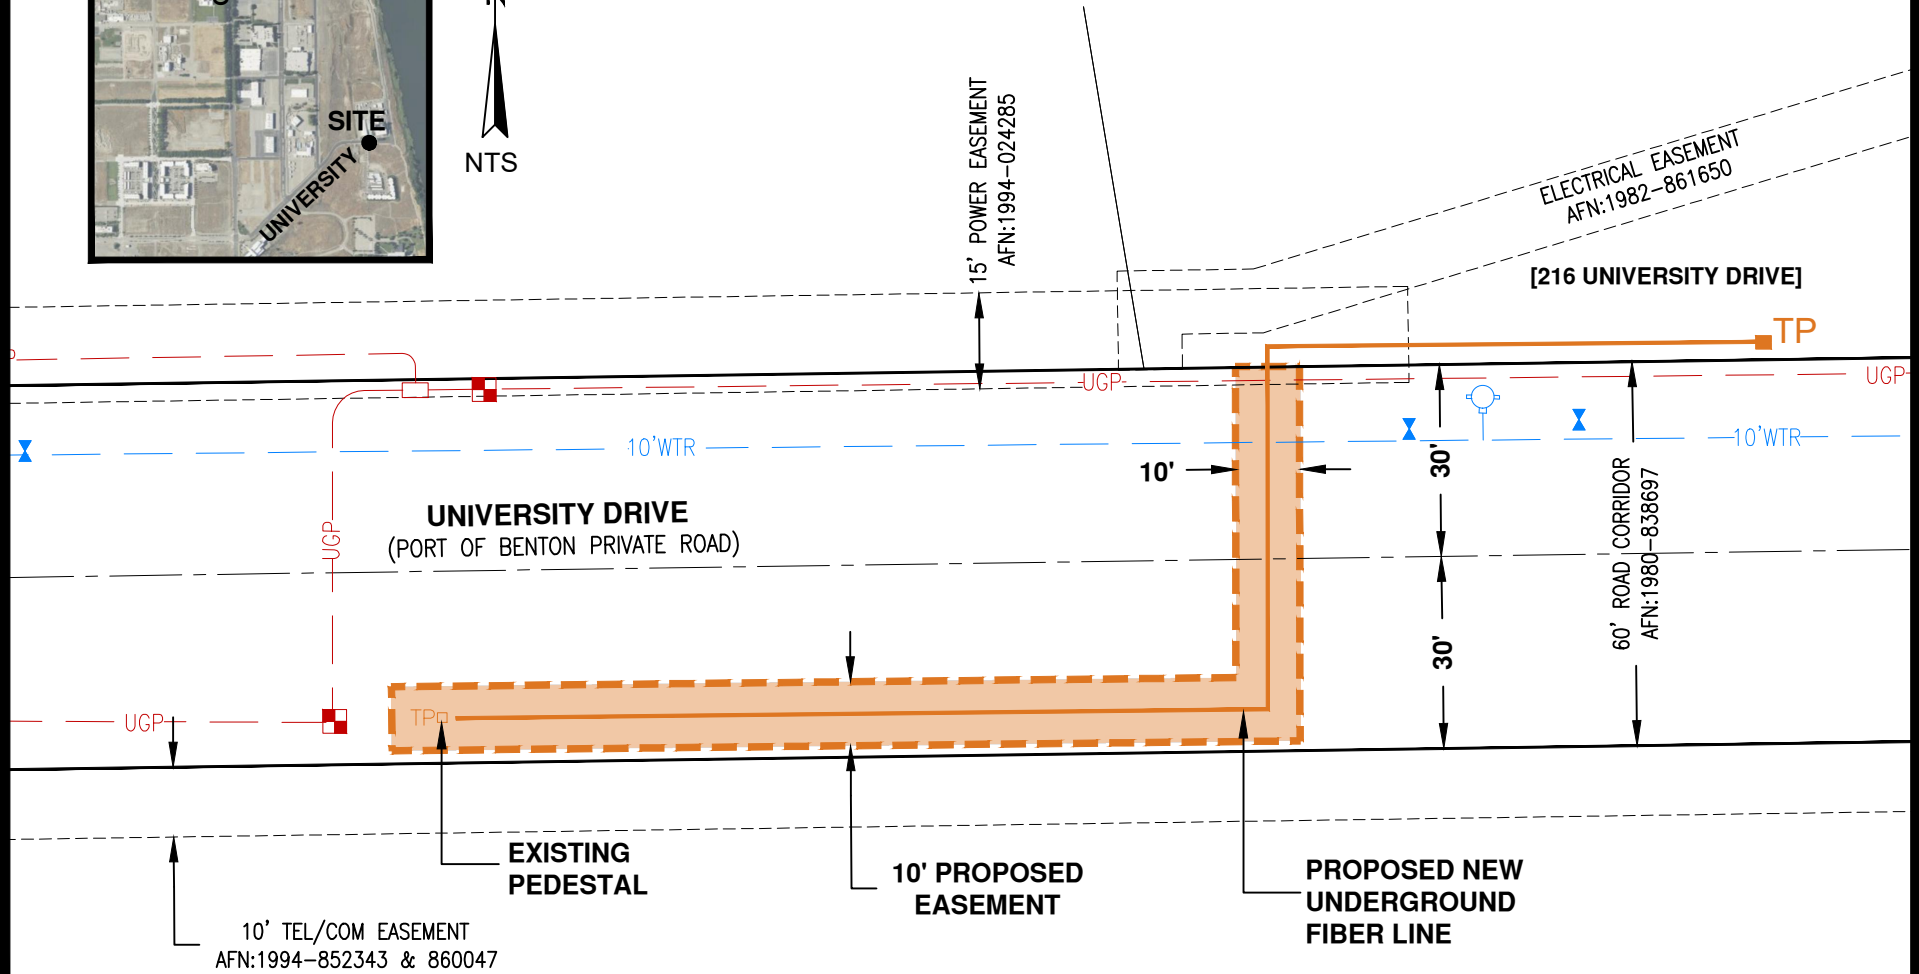 N
SITE
UNIVERSITY
NTS
15' POWER EASEMENT
AFN:1994-024285
ELECTRICAL EASEMENT
AFN:1982-861650
[216 UNIVERSITY DRIVE]
TP
UGP
UGP
10'WTR
10'WTR
10'
30'
UNIVERSITY DRIVE
(PORT OF BENTON PRIVATE ROAD)
UGP
60' ROAD CORRIDOR
AFN:1980-838697
30'
UGP
TP
EXISTING
PEDESTAL
10' PROPOSED
EASEMENT
PROPOSED NEW
UNDERGROUND
FIBER LINE
10' TEL/COM EASEMENT
AFN:1994-852343 & 860047